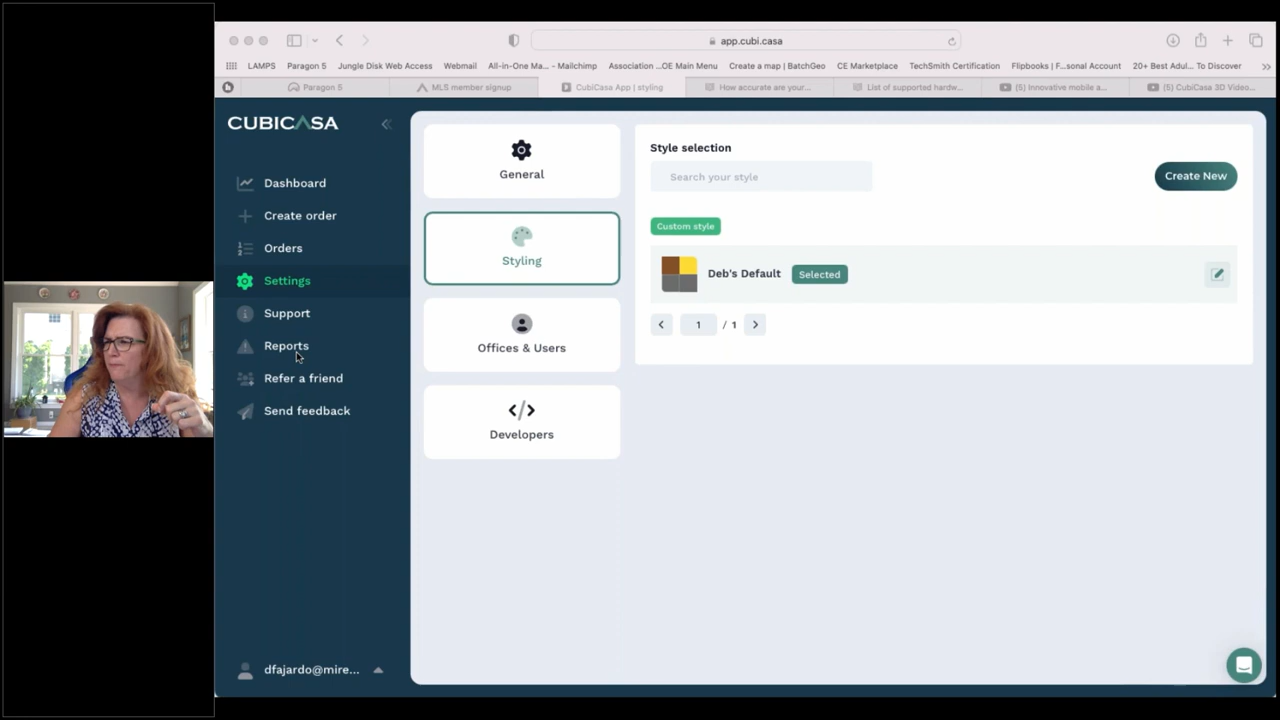 app.cubi.casa
LAMPS Paragon 5 Jungle Disk Web Access Webmail All-in-One Ma... – Mailchimp Association ...OE Main Menu Create a map | BatchGeo CE Marketplace TechSmith Certification Flipbooks | F...sonal Account 20+ Best Adul... To Discover
Paragon 5 MLS member signup CubiCasa App | styling How accurate are your... List of supported hardw... (5) Innovative mobile a... (5) CubiCasa 3D Video...
CUBICASA
Dashboard
Create order
Orders
Settings
Support
Reports
Refer a friend
Send feedback
dfajardo@mire...
General
Styling
Offices & Users
</>
Developers
Style selection
Search your style
Create New
Custom style
Deb's Default Selected
1 / 1